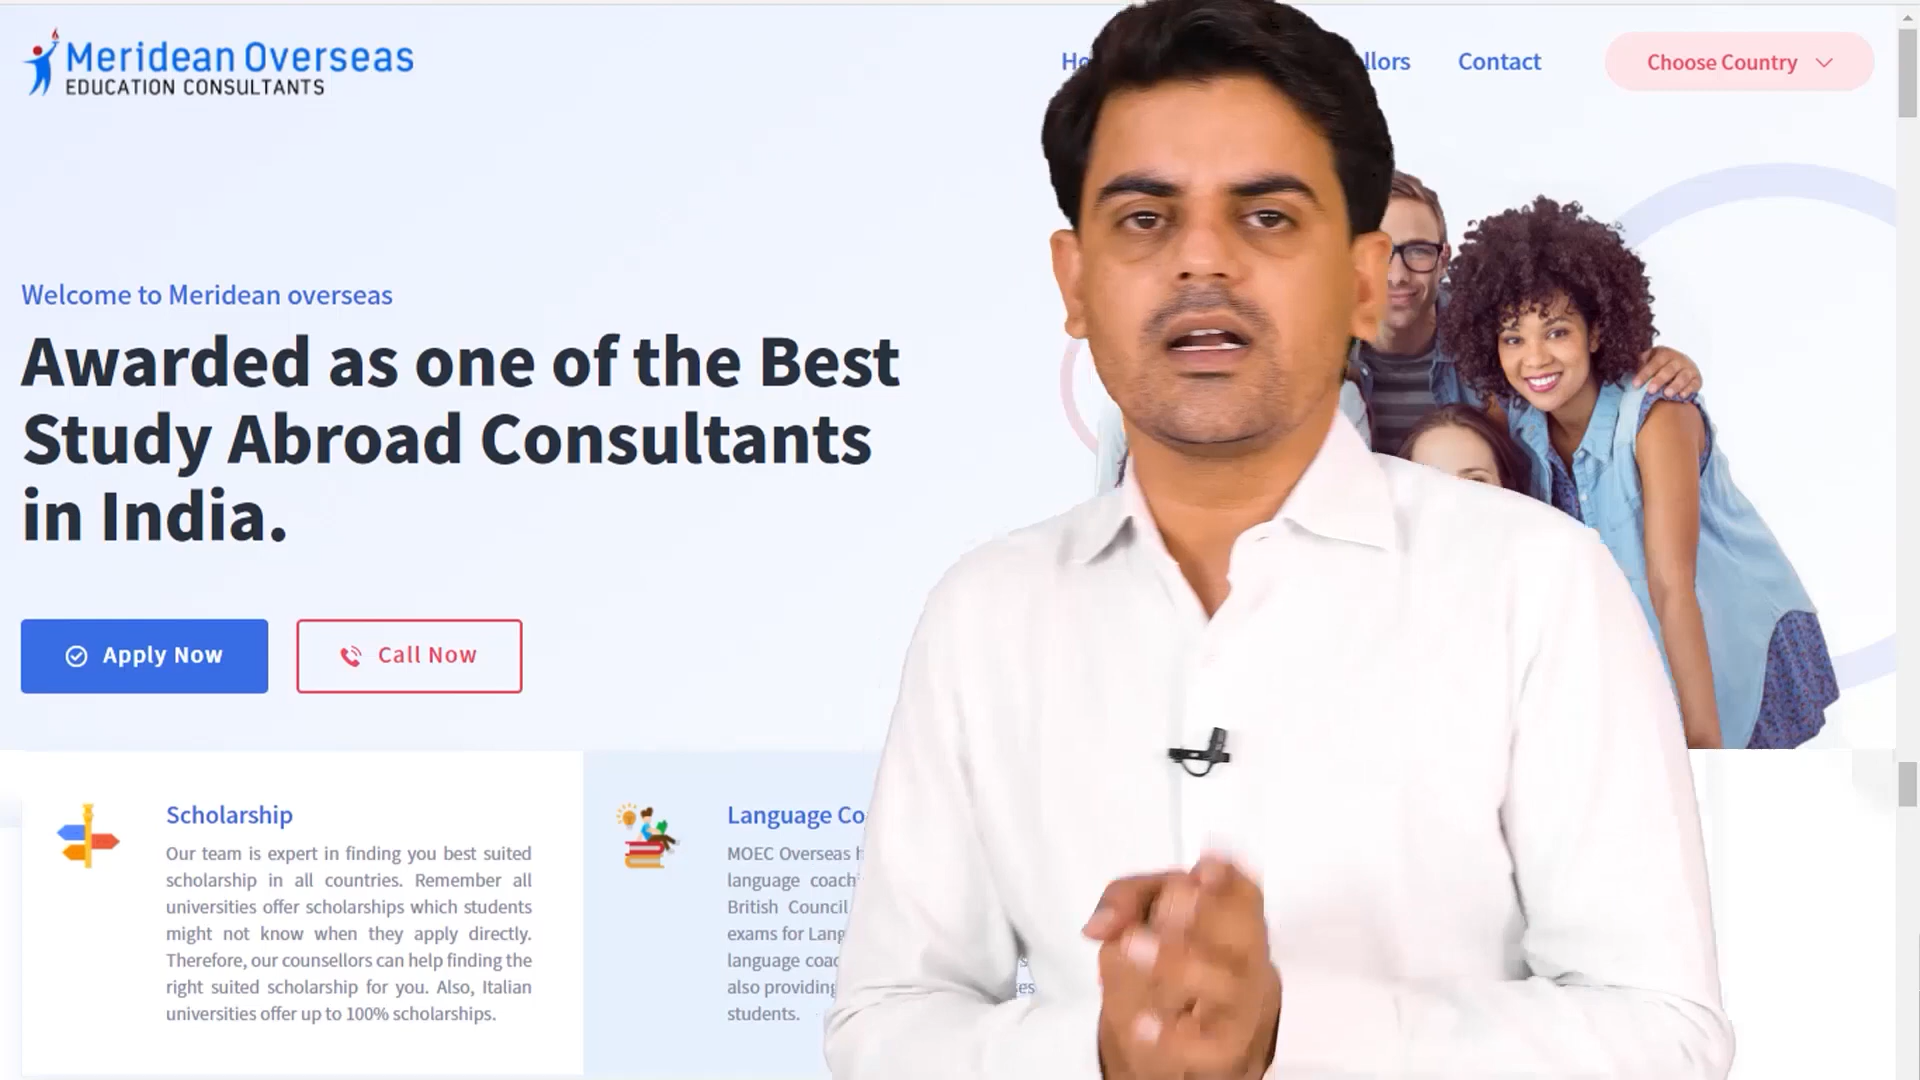 Meridean Overseas
EDUCATION CONSULTANTS
Contact
Choose Country
Welcome to Meridean overseas
Awarded as one of the Best
Study Abroad Consultants
in India.
Apply Now
Call Now
Scholarship
Our team is expert in finding you best suited
scholarship in all countries. Remember all
universities offer scholarships which students
might not know when they apply directly.
Therefore, our counsellors can help finding the
right suited scholarship for you. Also, Italian
universities offer up to 100% scholarships.
Language
MOEC Overseas
language
British Council
exams for
language
also providing
students.